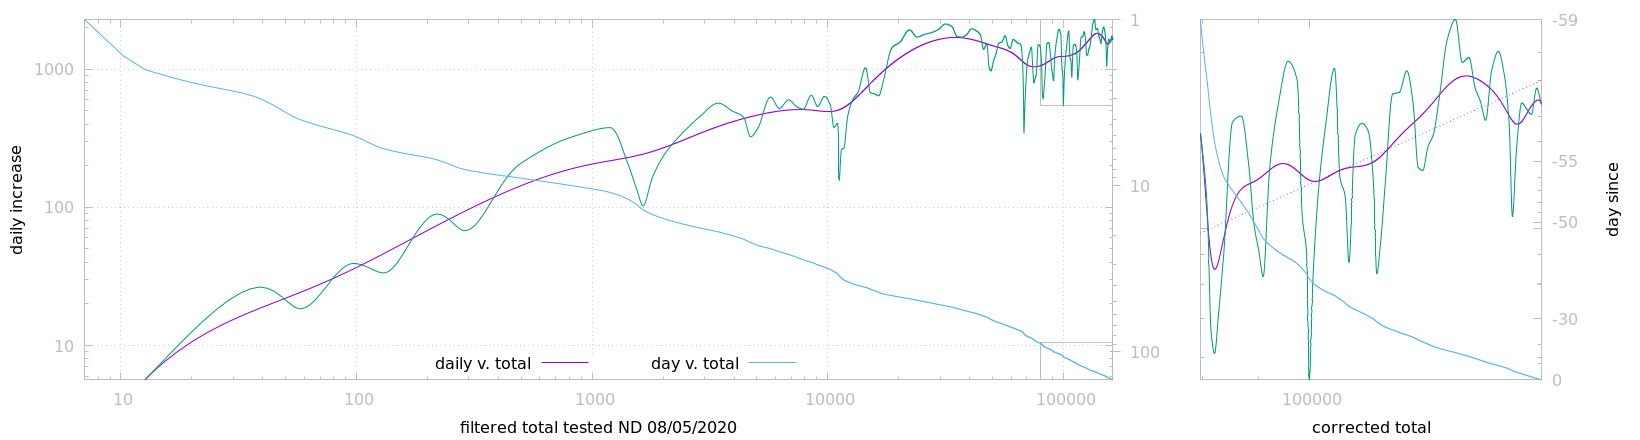 1 -59
1000
daily increase
-55
10
day since
100
-50
-30
10
100
daily v. total day v. total
0
10 100 1000 10000 100000 100000
filtered total tested ND 08/05/2020 corrected total